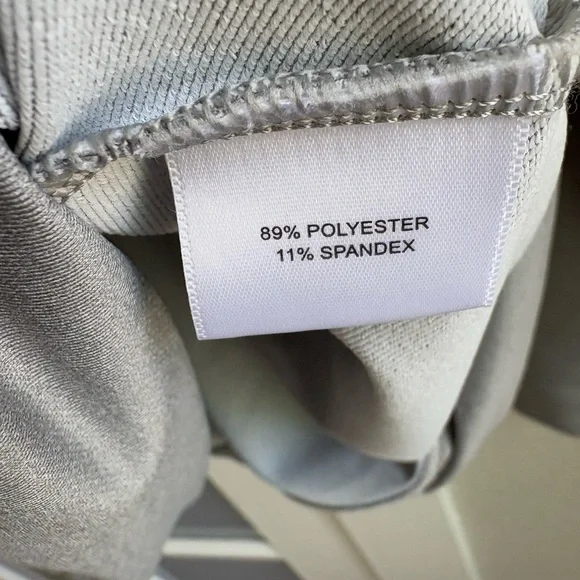 89% POLYESTER
11% SPANDEX